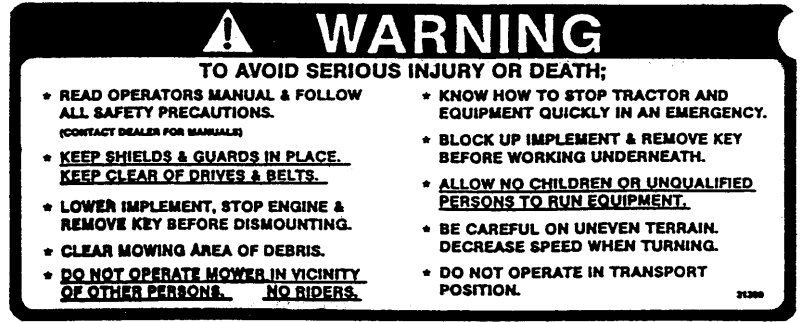 WARNING
TO AVOID SERIOUS INJURY OR DEATH;
* READ OPERATORS MANUAL & FOLLOW
ALL SAFETY PRECAUTIONS.
(CONTACT DEALER FOR MANUALS)
* KEEP SHIELDS & GUARDS IN PLACE.
KEEP CLEAR OF DRIVES & BELTS.
* LOWER IMPLEMENT, STOP ENGINE &
REMOVE KEY BEFORE DISMOUNTING.
* CLEAR MOWING AREA OF DEBRIS.
* DO NOT OPERATE MOWER IN VICINITY
OF OTHER PERSONS. NO RIDERS.
* KNOW HOW TO STOP TRACTOR AND
EQUIPMENT QUICKLY IN AN EMERGENCY.
* BLOCK UP IMPLEMENT & REMOVE KEY
BEFORE WORKING UNDERNEATH.
* ALLOW NO CHILDREN OR UNQUALIFIED
PERSONS TO RUN EQUIPMENT.
* BE CAREFUL ON UNEVEN TERRAIN.
DECREASE SPEED WHEN TURNING.
* DO NOT OPERATE IN TRANSPORT
POSITION.